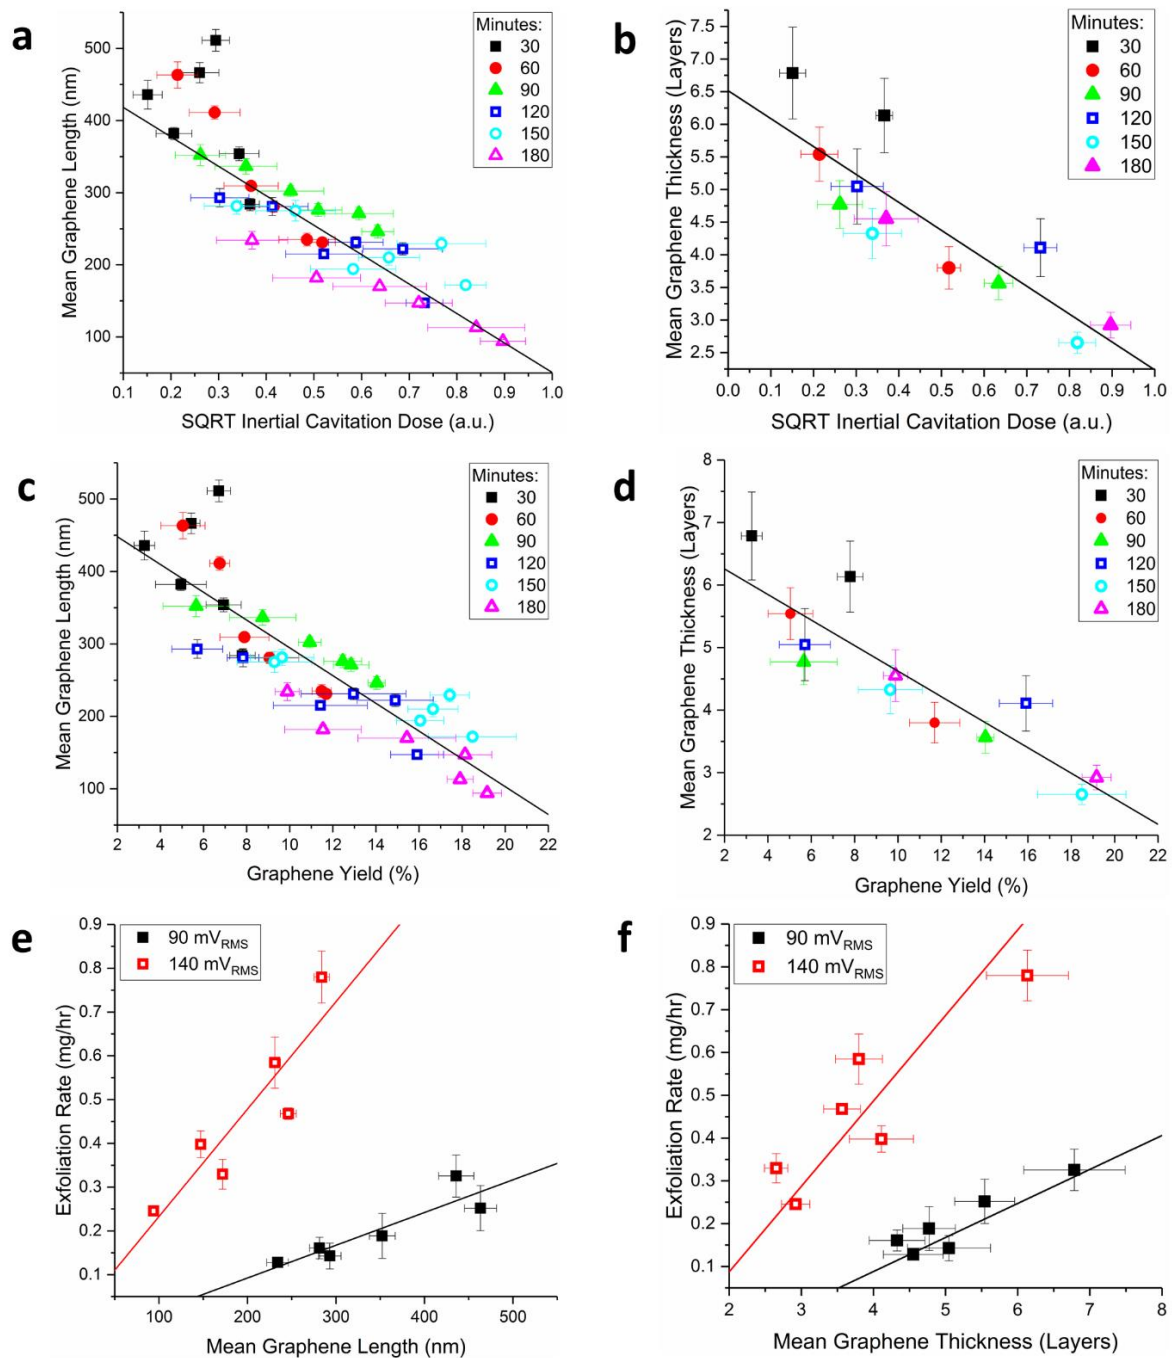 a
Minutes:
30
60
90
120
150
180
500
400
300
200
100
Mean Graphene Length (nm)
0.1 0.2 0.3 0.4 0.5 0.6 0.7 0.8 0.9 1.0
SQRT Inertial Cavitation Dose (a.u.)
b
Minutes:
30
60
90
120
150
180
7.5
7.0
6.5
6.0
5.5
5.0
4.5
4.0
3.5
3.0
2.5
Mean Graphene Thickness (Layers)
0.0 0.1 0.2 0.3 0.4 0.5 0.6 0.7 0.8 0.9 1.0
SQRT Inertial Cavitation Dose (a.u.)
c
Minutes:
30
60
90
120
150
180
500
400
300
200
100
Mean Graphene Length (nm)
2 4 6 8 10 12 14 16 18 20 22
Graphene Yield (%)
d
Minutes:
30
60
90
120
150
180
8
7
6
5
4
3
2
Mean Graphene Thickness (Layers)
2 4 6 8 10 12 14 16 18 20 22
Graphene Yield (%)
e
90 mVRMS
140 mVRMS
0.9
0.8
0.7
0.6
0.5
0.4
0.3
0.2
0.1
Exfoliation Rate (mg/hr)
100 200 300 400 500
Mean Graphene Length (nm)
f
90 mVRMS
140 mVRMS
0.9
0.8
0.7
0.6
0.5
0.4
0.3
0.2
0.1
Exfoliation Rate (mg/hr)
2 3 4 5 6 7 8
Mean Graphene Thickness (Layers)